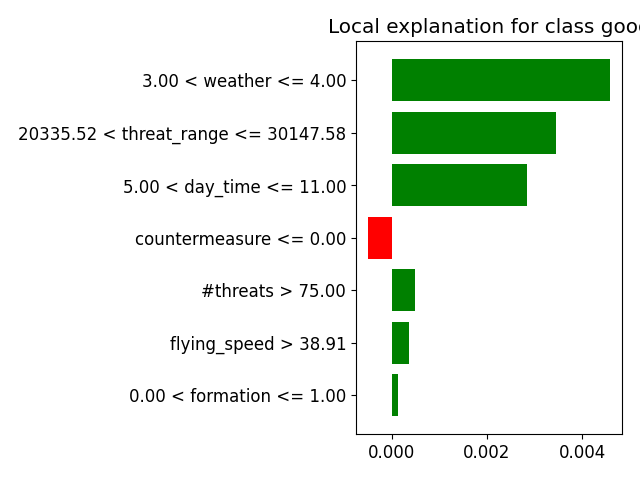 Local explanation for class good
3.00 < weather <= 4.00
20335.52 < threat_range <= 30147.58
5.00 < day_time <= 11.00
countermeasure <= 0.00
#threats > 75.00
flying_speed > 38.91
0.00 < formation <= 1.00
0.000 0.002 0.004